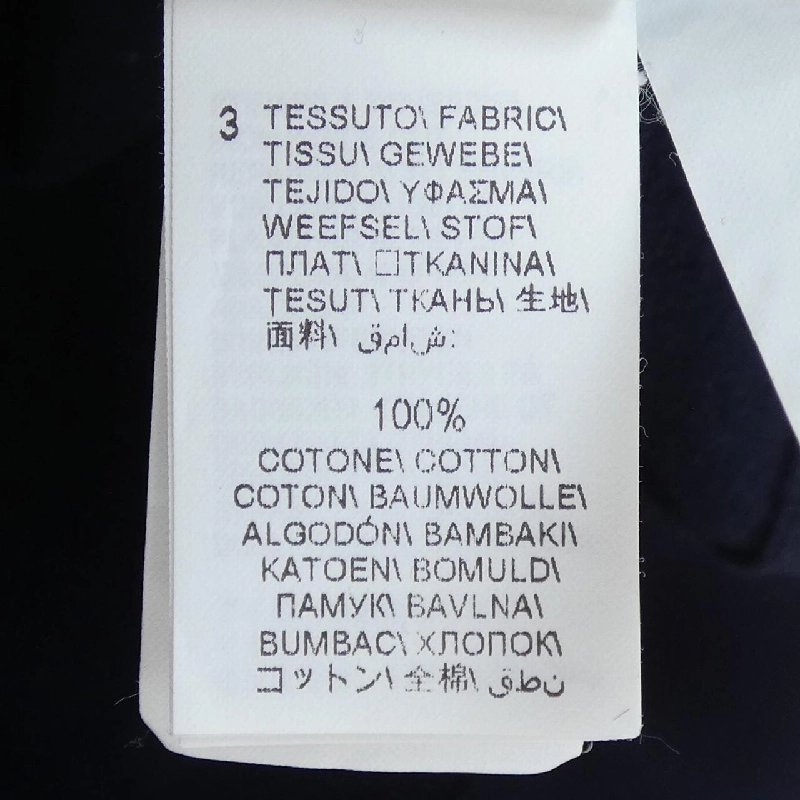 3 TESSUTO\ FABRIC\
TISSU\ GEWEBE\
TEJIDO\ ΥΦΑΣΜΑ\
WEEFSEL\ STOF\
ПЛАТ\ □TKANINA\
TESUT\ ТКАНЬ\ 生地\
面料\ شامق:
100%
COTONE\ COTTON\
COTON\ BAUMWOLLE\
ALGODÓN\ BAMBAKI\
KATOEN\ BOMULD\
ПАМУК\ BAVLNA\
BUMBAC\ ХЛОПОК\
コットン\ 全棉\ نطق